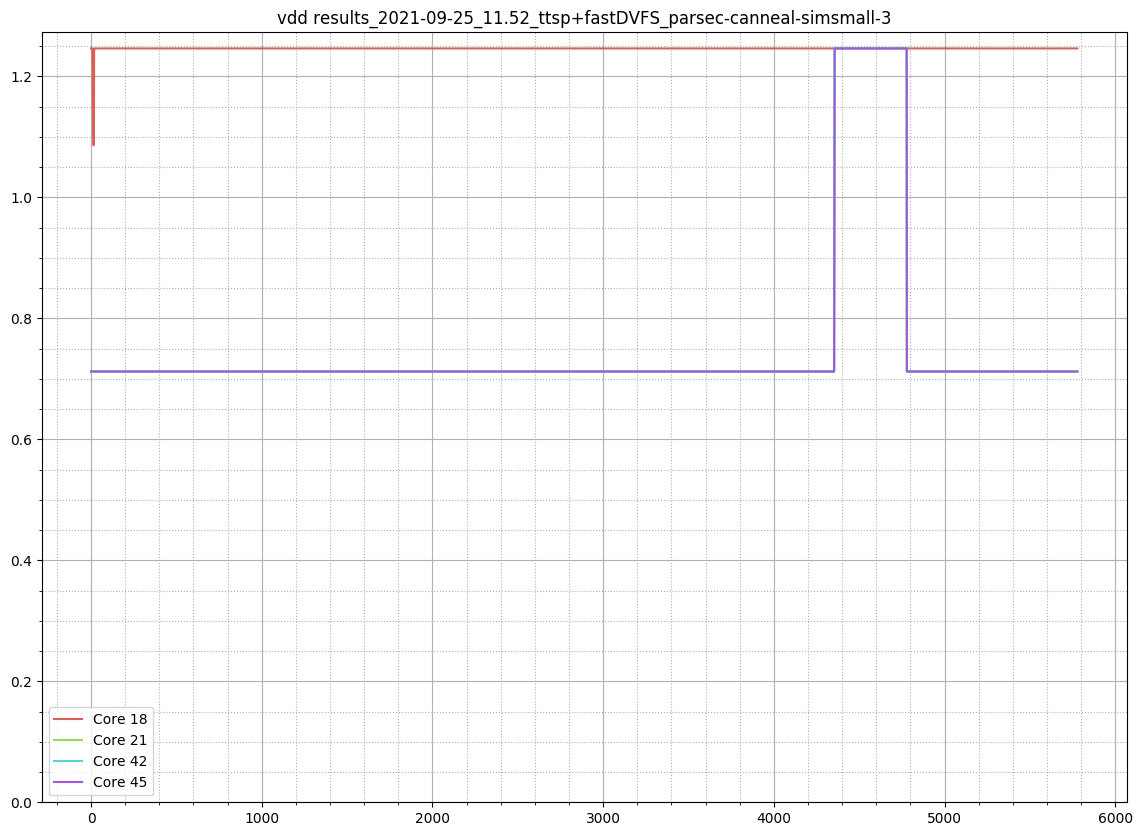 vdd results_2021-09-25_11.52_ttsp+fastDVFS_parsec-canneal-simsmall-3
1.2
1.0
0.8
0.6
0.4
0.2
0.0
Core 18
Core 21
Core 42
Core 45
0 1000 2000 3000 4000 5000 6000